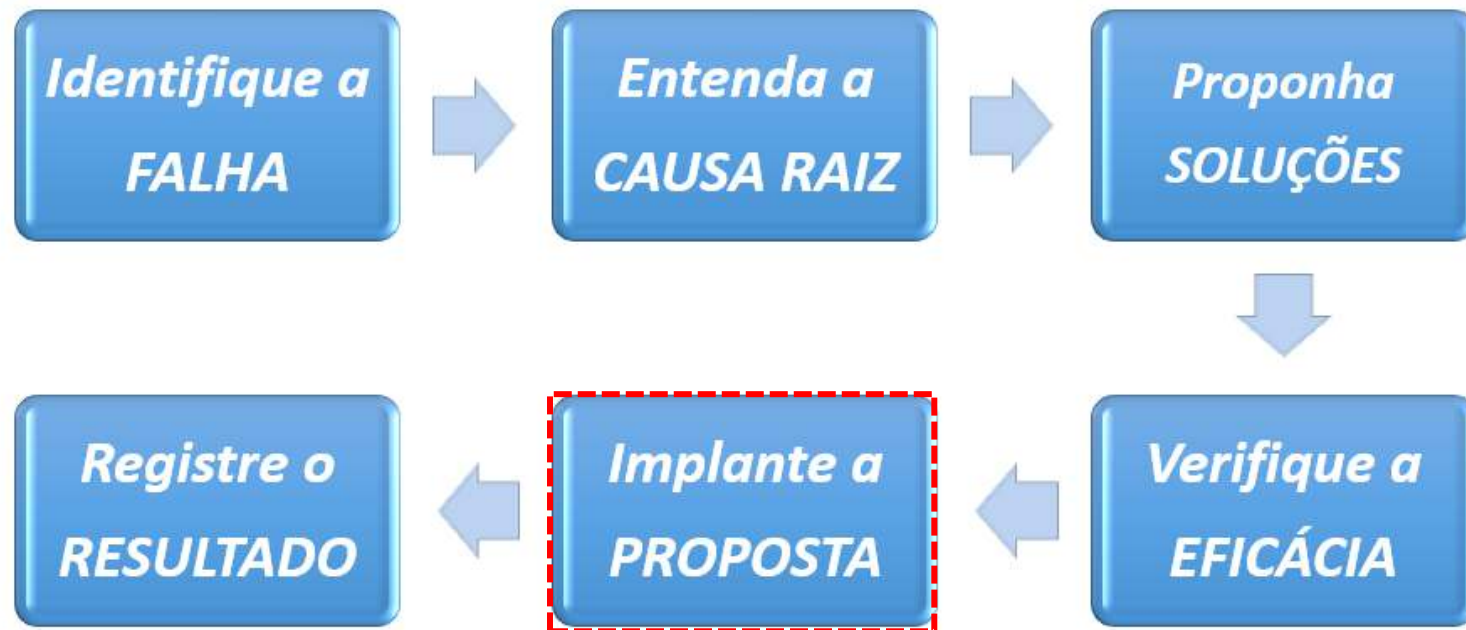 Identifique a
FALHA
Entenda a
CAUSA RAIZ
Proponha
SOLUÇÕES
Verifique a
EFICÁCIA
Implante a
PROPOSTA
Registre o
RESULTADO